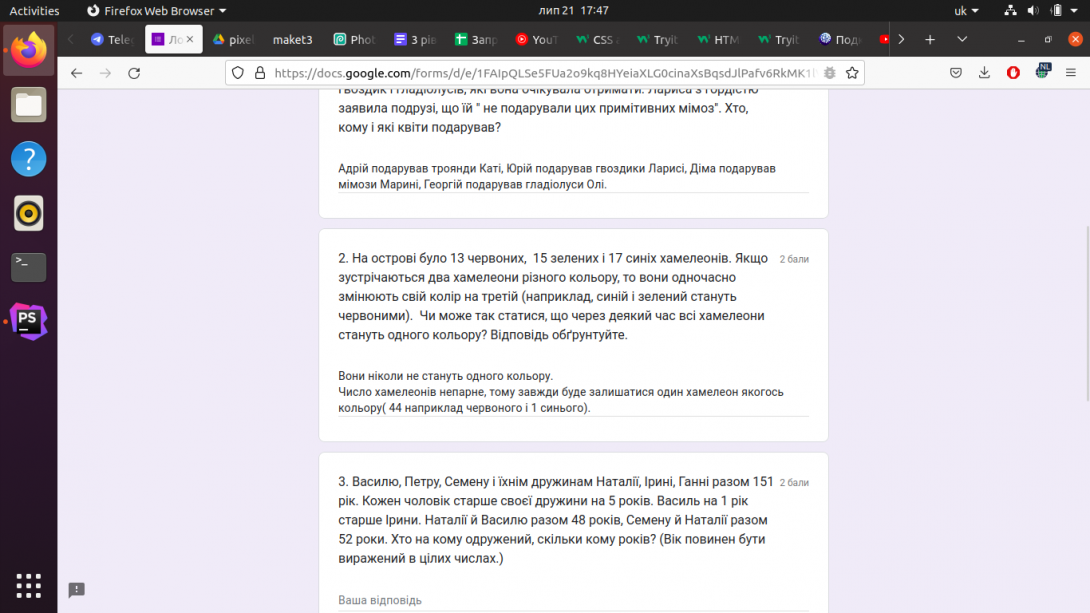 Activities
Firefox Web Browser
лип 21 17:47
uk
Тele
Ло
pixel
maket3
Phot
3 рів
Запр
YouT
CSS
Tryit
HTM
Tryit
Поді
NL
https://docs.google.com/forms/d/e/1FAIpQLSe5FUa2o9kq8HYeiaXLG0cinaXsBqsdJlPafv6RkMK1
гвоздик і гладіолусів, які вона очікувала отримати. Лариса з гордістю
заявила подрузі, що їй " не подарували цих примітивних мімоз". Хто,
кому і які квіти подарував?
Адрій подарував троянди Каті, Юрій подарував гвоздики Ларисі, Діма подарував
мімози Марині, Георгій подарував гладіолуси Олі.
2. На острові було 13 червоних, 15 зелених і 17 синіх хамелеонів. Якщо
2 бали
зустрічаються два хамелеони різного кольору, то вони одночасно
змінюють свій колір на третій (наприклад, синій і зелений стануть
червоними). Чи може так статися, що через деякий час всі хамелеони
стануть одного кольору? Відповідь обґрунтуйте.
Вони ніколи не стануть одного кольору.
Число хамелеонів непарне, тому завжди буде залишатися один хамелеон якогось
кольору( 44 наприклад червоного і 1 синього).
3. Василю, Петру, Семену і їхнім дружинам Наталії, Ірині, Ганні разом 151
2 бали
рік. Кожен чоловік старше своєї дружини на 5 років. Василь на 1 рік
старше Ірини. Наталії й Василю разом 48 років, Семену й Наталії разом
52 роки. Хто на кому одружений, скільки кому років? (Вік повинен бути
виражений в цілих числах.)
Ваша відповідь
PS